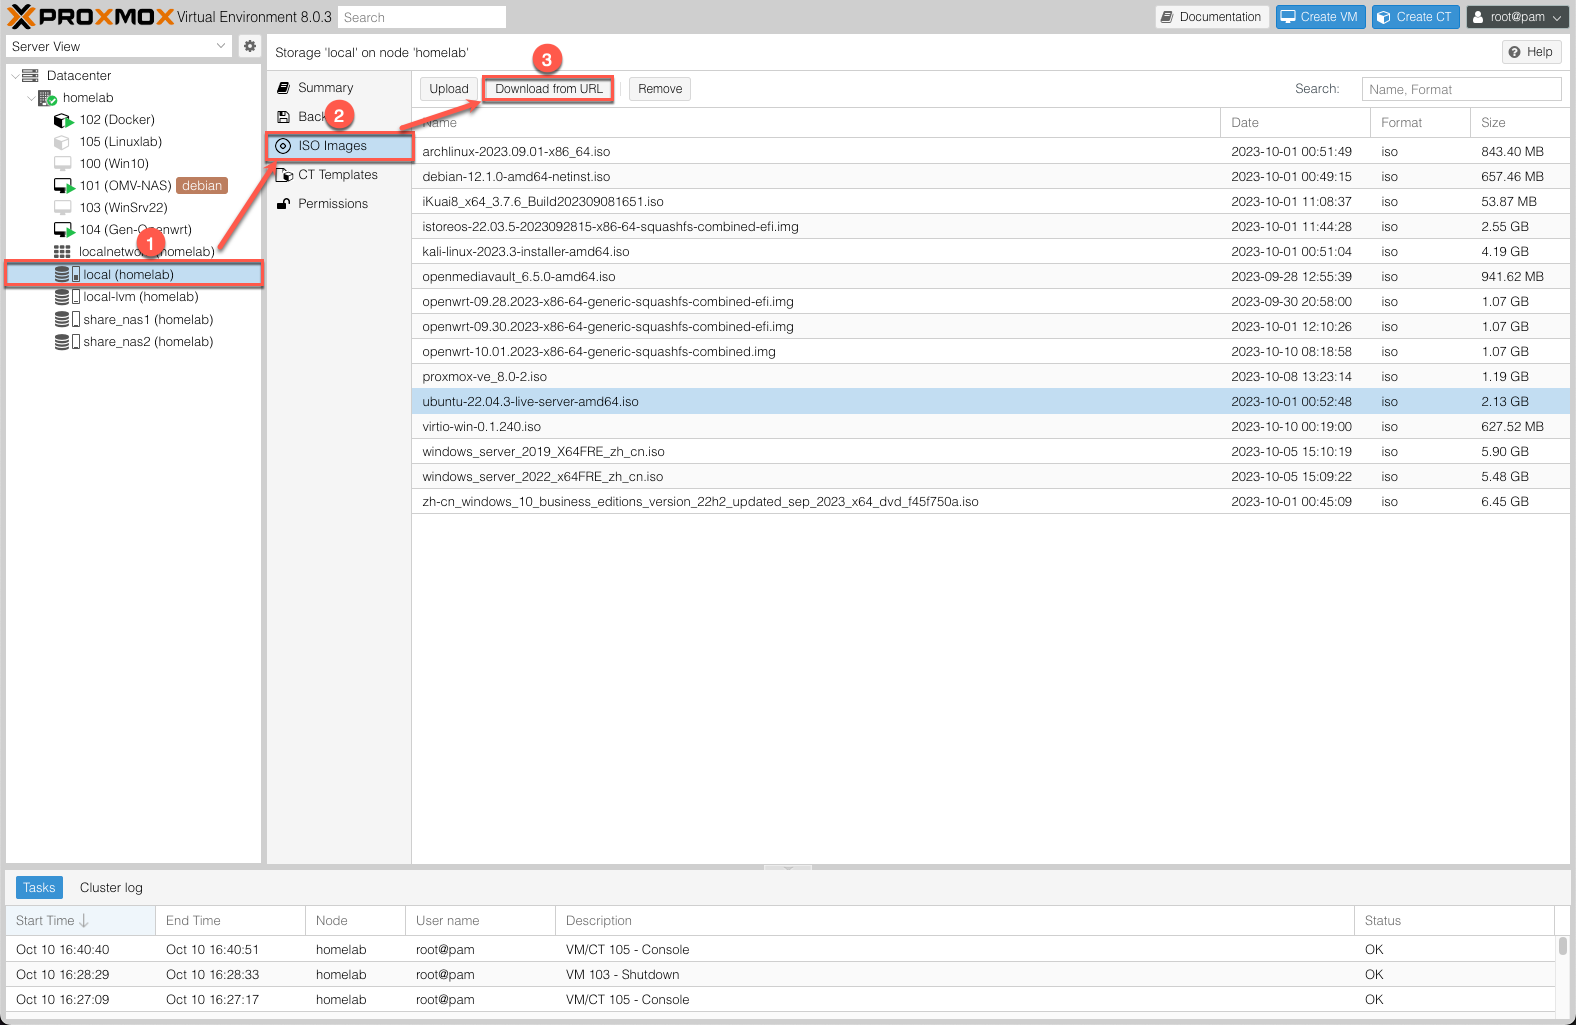 PROXMOX Virtual Environment 8.0.3 Search Documentation Create VM Create CT root@pam
Server View
Storage 'local' on node 'homelab' Help
Datacenter
homelab
102 (Docker)
105 (Linuxlab)
100 (Win10)
101 (OMV-NAS) debian
103 (WinSrv22)
104 (Gen-Openwrt)
(homelab)
local (homelab)
local-lvm (homelab)
share_nas1 (homelab)
share_nas2 (homelab)
1
2
3
Summary
ISO Images
CT Templates
Permissions
Upload Download from URL Remove Search: Name, Format
Name Date Format Size
archlinux-2023.09.01-x86_64.iso 2023-10-01 00:51:49 iso 843.40 MB
debian-12.1.0-amd64-netinst.iso 2023-10-01 00:49:15 iso 657.46 MB
iKuai8_x64_3.7.6_Build202309081651.iso 2023-10-01 11:08:37 iso 53.87 MB
istoreos-22.03.5-2023092815-x86-64-squashfs-combined-efi.img 2023-10-01 11:44:28 iso 2.55 GB
kali-linux-2023.3-installer-amd64.iso 2023-10-01 00:51:04 iso 4.19 GB
openmediavault_6.5.0-amd64.iso 2023-09-28 12:55:39 iso 941.62 MB
openwrt-09.28.2023-x86-64-generic-squashfs-combined-efi.img 2023-09-30 20:58:00 iso 1.07 GB
openwrt-09.30.2023-x86-64-generic-squashfs-combined-efi.img 2023-10-01 12:10:26 iso 1.07 GB
openwrt-10.01.2023-x86-64-generic-squashfs-combined.img 2023-10-10 08:18:58 iso 1.07 GB
proxmox-ve_8.0-2.iso 2023-10-08 13:23:14 iso 1.19 GB
ubuntu-22.04.3-live-server-amd64.iso 2023-10-01 00:52:48 iso 2.13 GB
virtio-win-0.1.240.iso 2023-10-10 00:19:00 iso 627.52 MB
windows_server_2019_X64FRE_zh_cn.iso 2023-10-05 15:10:19 iso 5.90 GB
windows_server_2022_x64FRE_zh_cn.iso 2023-10-05 15:09:22 iso 5.48 GB
zh-cn_windows_10_business_editions_version_22h2_updated_sep_2023_x64_dvd_f45f750a.iso 2023-10-01 00:45:09 iso 6.45 GB
Tasks Cluster log
Start Time End Time Node User name Description Status
Oct 10 16:40:40 Oct 10 16:40:51 homelab root@pam VM/CT 105 - Console OK
Oct 10 16:28:29 Oct 10 16:28:33 homelab root@pam VM 103 - Shutdown OK
Oct 10 16:27:09 Oct 10 16:27:17 homelab root@pam VM/CT 105 - Console OK